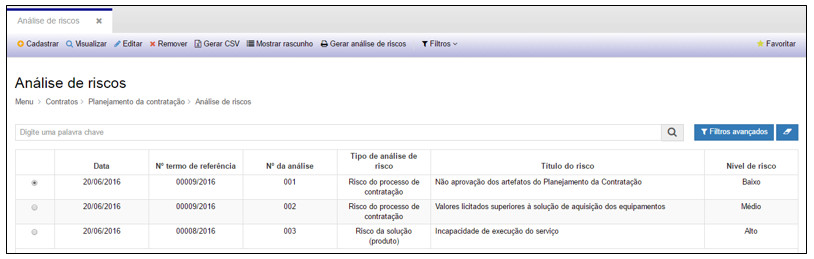 Análise de riscos ×
Cadastrar Visualizar Editar Remover Gerar CSV Mostrar rascunho Gerar análise de riscos Filtros Favoritar
Análise de riscos
Menu > Contratos > Planejamento da contratação > Análise de riscos
Digite uma palavra chave Filtros avançados
Data Nº termo de referência Nº da análise Tipo de análise de risco Título do risco Nível de risco
20/06/2016 00009/2016 001 Risco do processo de contratação Não aprovação dos artefatos do Planejamento da Contratação Baixo
20/06/2016 00009/2016 002 Risco do processo de contratação Valores licitados superiores à solução de aquisição dos equipamentos Médio
20/06/2016 00008/2016 003 Risco da solução (produto) Incapacidade de execução do serviço Alto